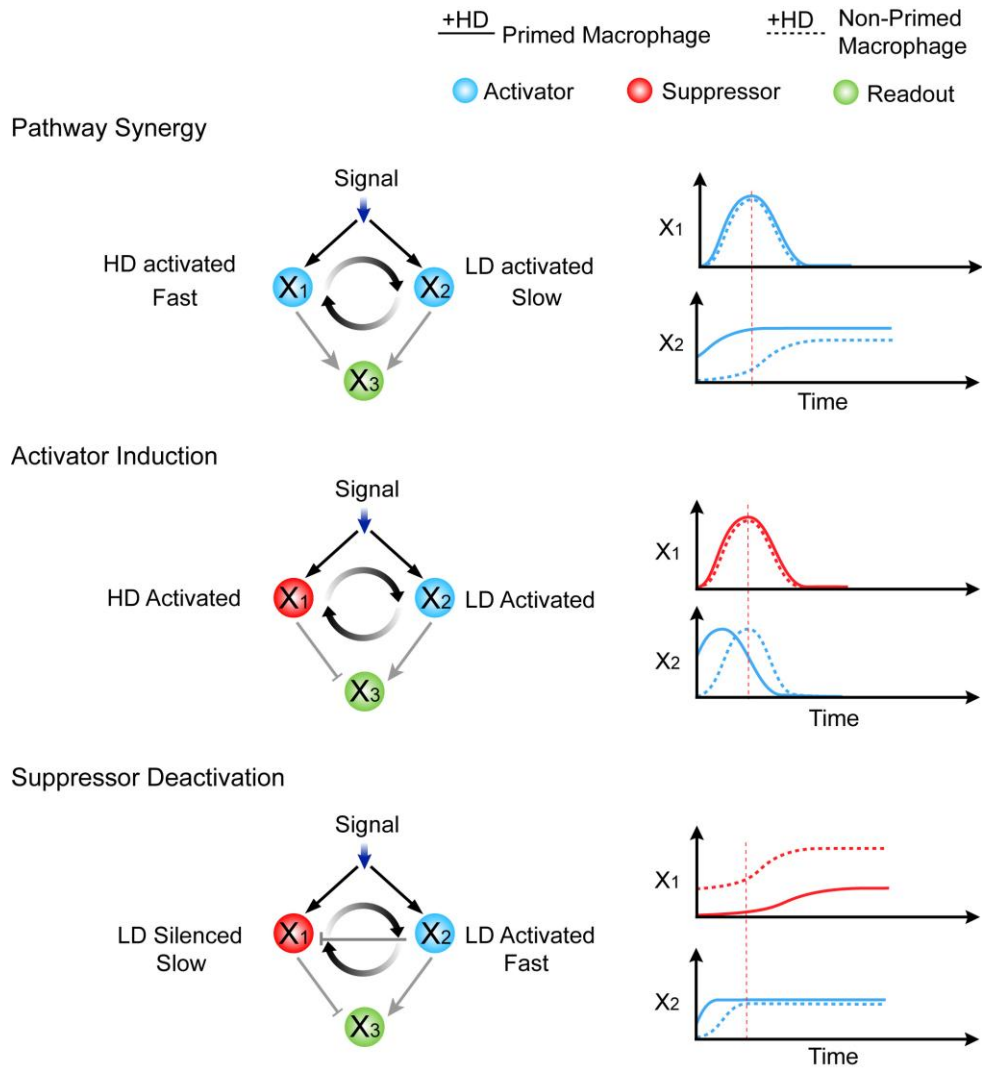 +HD Primed Macrophage
+HD Non-Primed
Macrophage
Activator
Suppressor
Readout
Pathway Synergy
Signal
HD activated
Fast
X1
X2
LD activated
Slow
X3
X1
X2
Time
Activator Induction
Signal
HD Activated
X1
X2
LD Activated
X3
X1
X2
Time
Suppressor Deactivation
Signal
LD Silenced
Slow
X1
X2
LD Activated
Fast
X3
X1
X2
Time